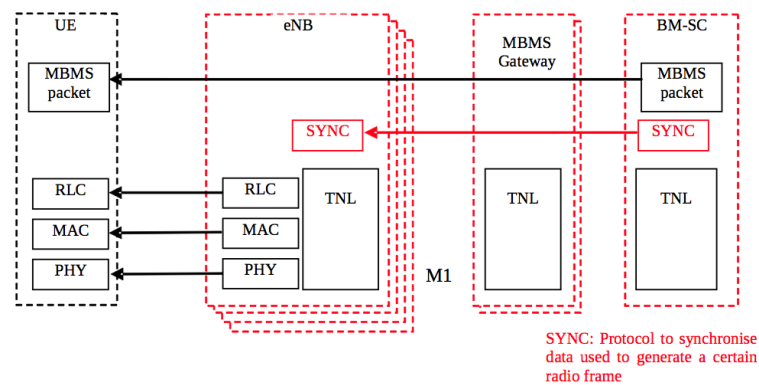 UE
eNB
MBMS
Gateway
BM-SC
MBMS
packet
MBMS
packet
SYNC
SYNC
RLC
RLC
TNL
TNL
TNL
MAC
MAC
PHY
PHY
M1
SYNC: Protocol to synchronise
data used to generate a certain
radio frame